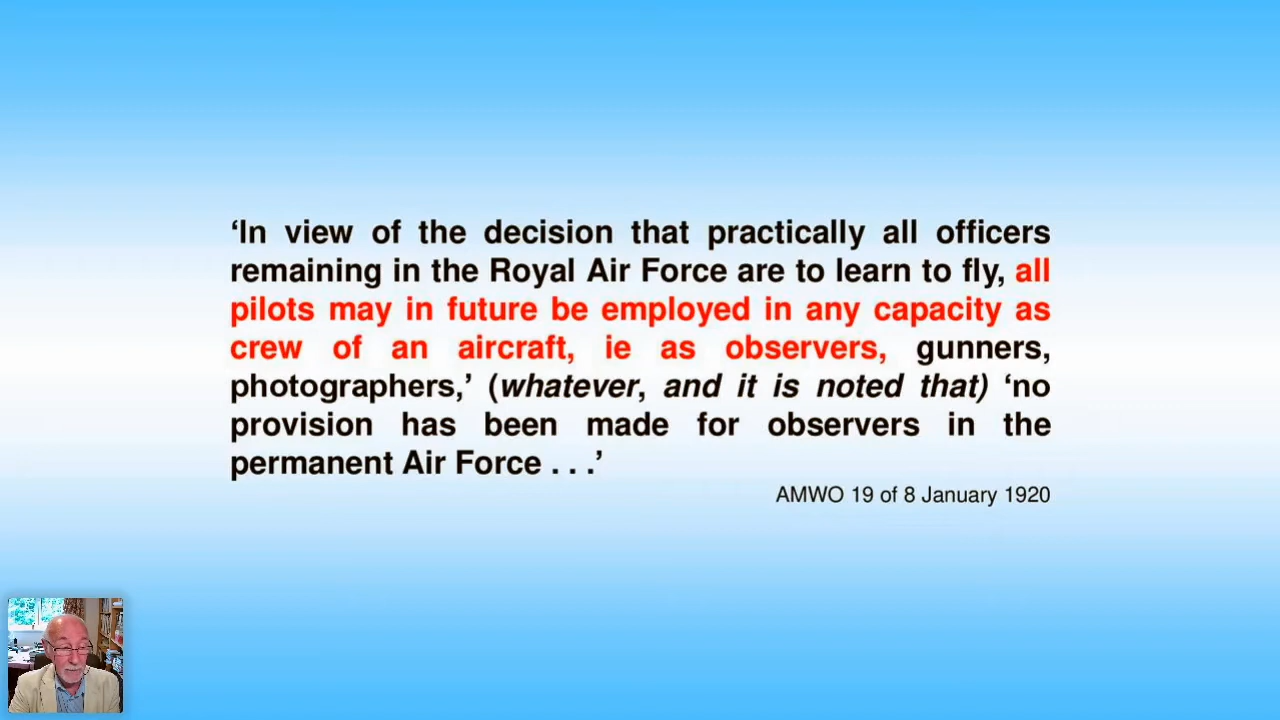 ‘In view of the decision that practically all officers
remaining in the Royal Air Force are to learn to fly, all
pilots may in future be employed in any capacity as
crew of an aircraft, ie as observers, gunners,
photographers,’ (whatever, and it is noted that) ‘no
provision has been made for observers in the
permanent Air Force . . .’
AMWO 19 of 8 January 1920